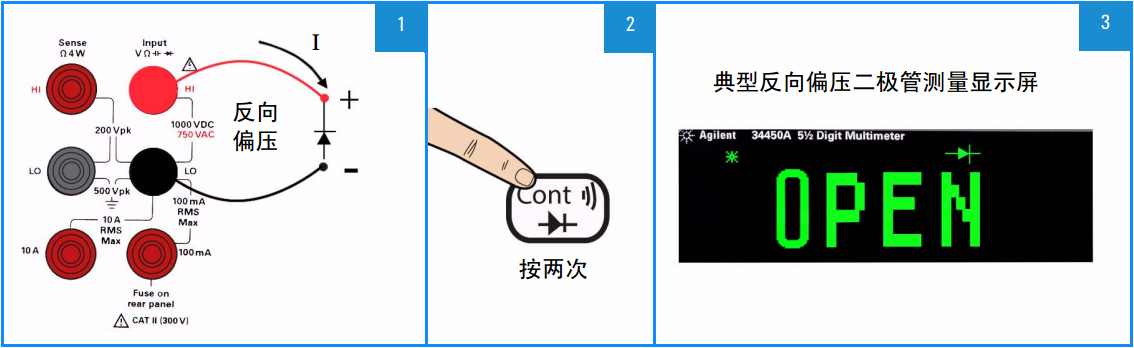 1
Sense
Ω 4 W
Input
V Ω
I
HI
HI
反向
偏压
+
1000 VDC
750 VAC
200 Vpk
LO
LO
-
500 Vpk
100 mA
RMS
Max
10 A
RMS
Max
10 A
100 mA
Fuse on
rear panel
CAT II (300 V)
2
Cont
按两次
3
典型反向偏压二极管测量显示屏
Agilent 34450A 5½ Digit Multimeter
OPEN